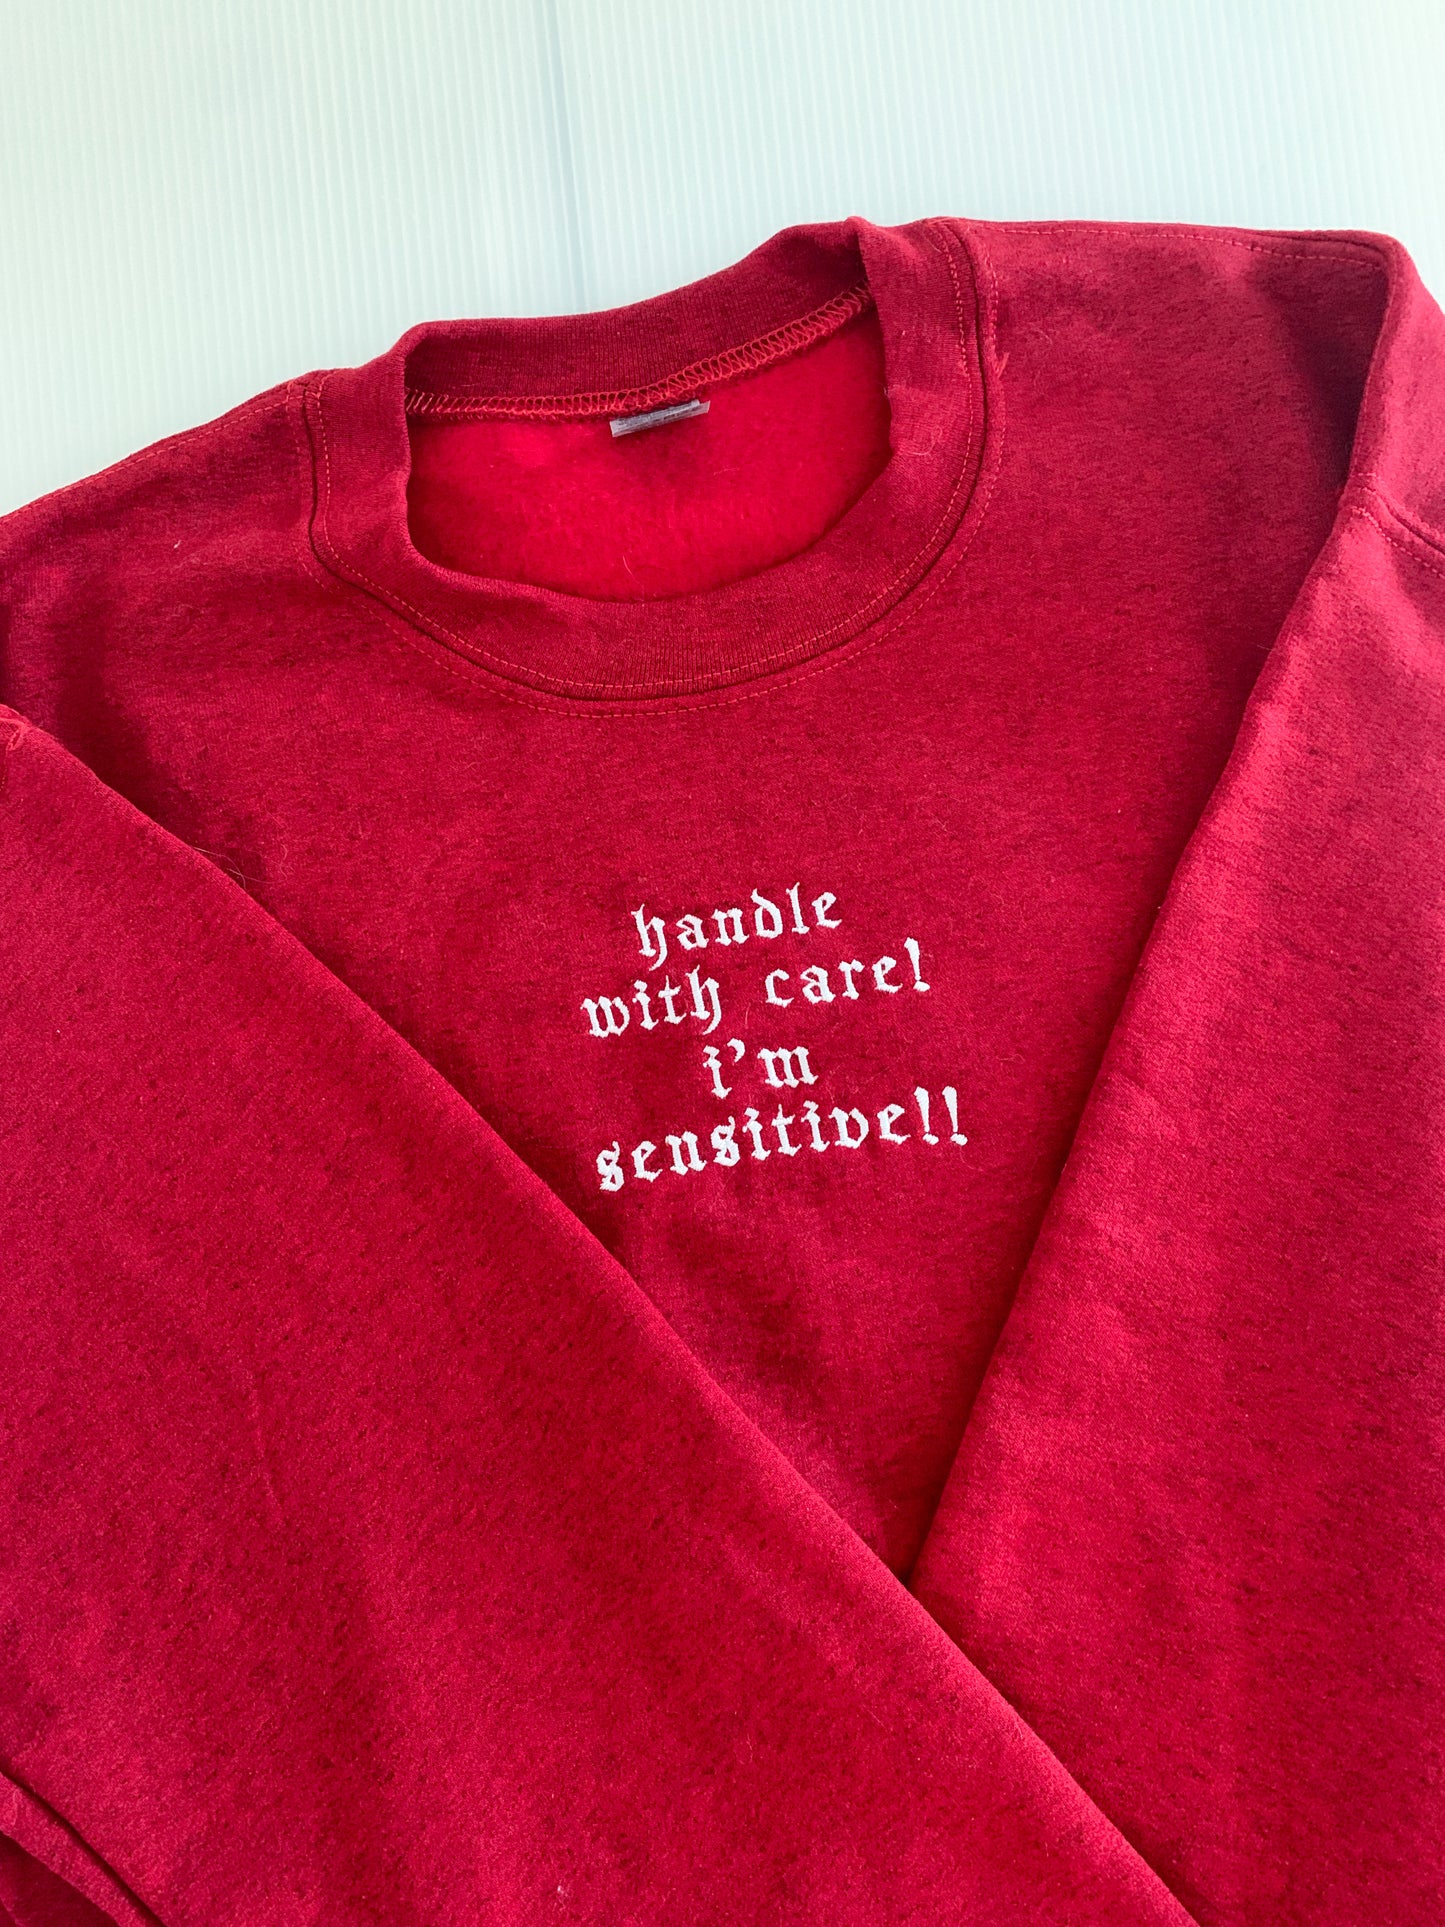 handle
with care!
i'm
sensitive!!